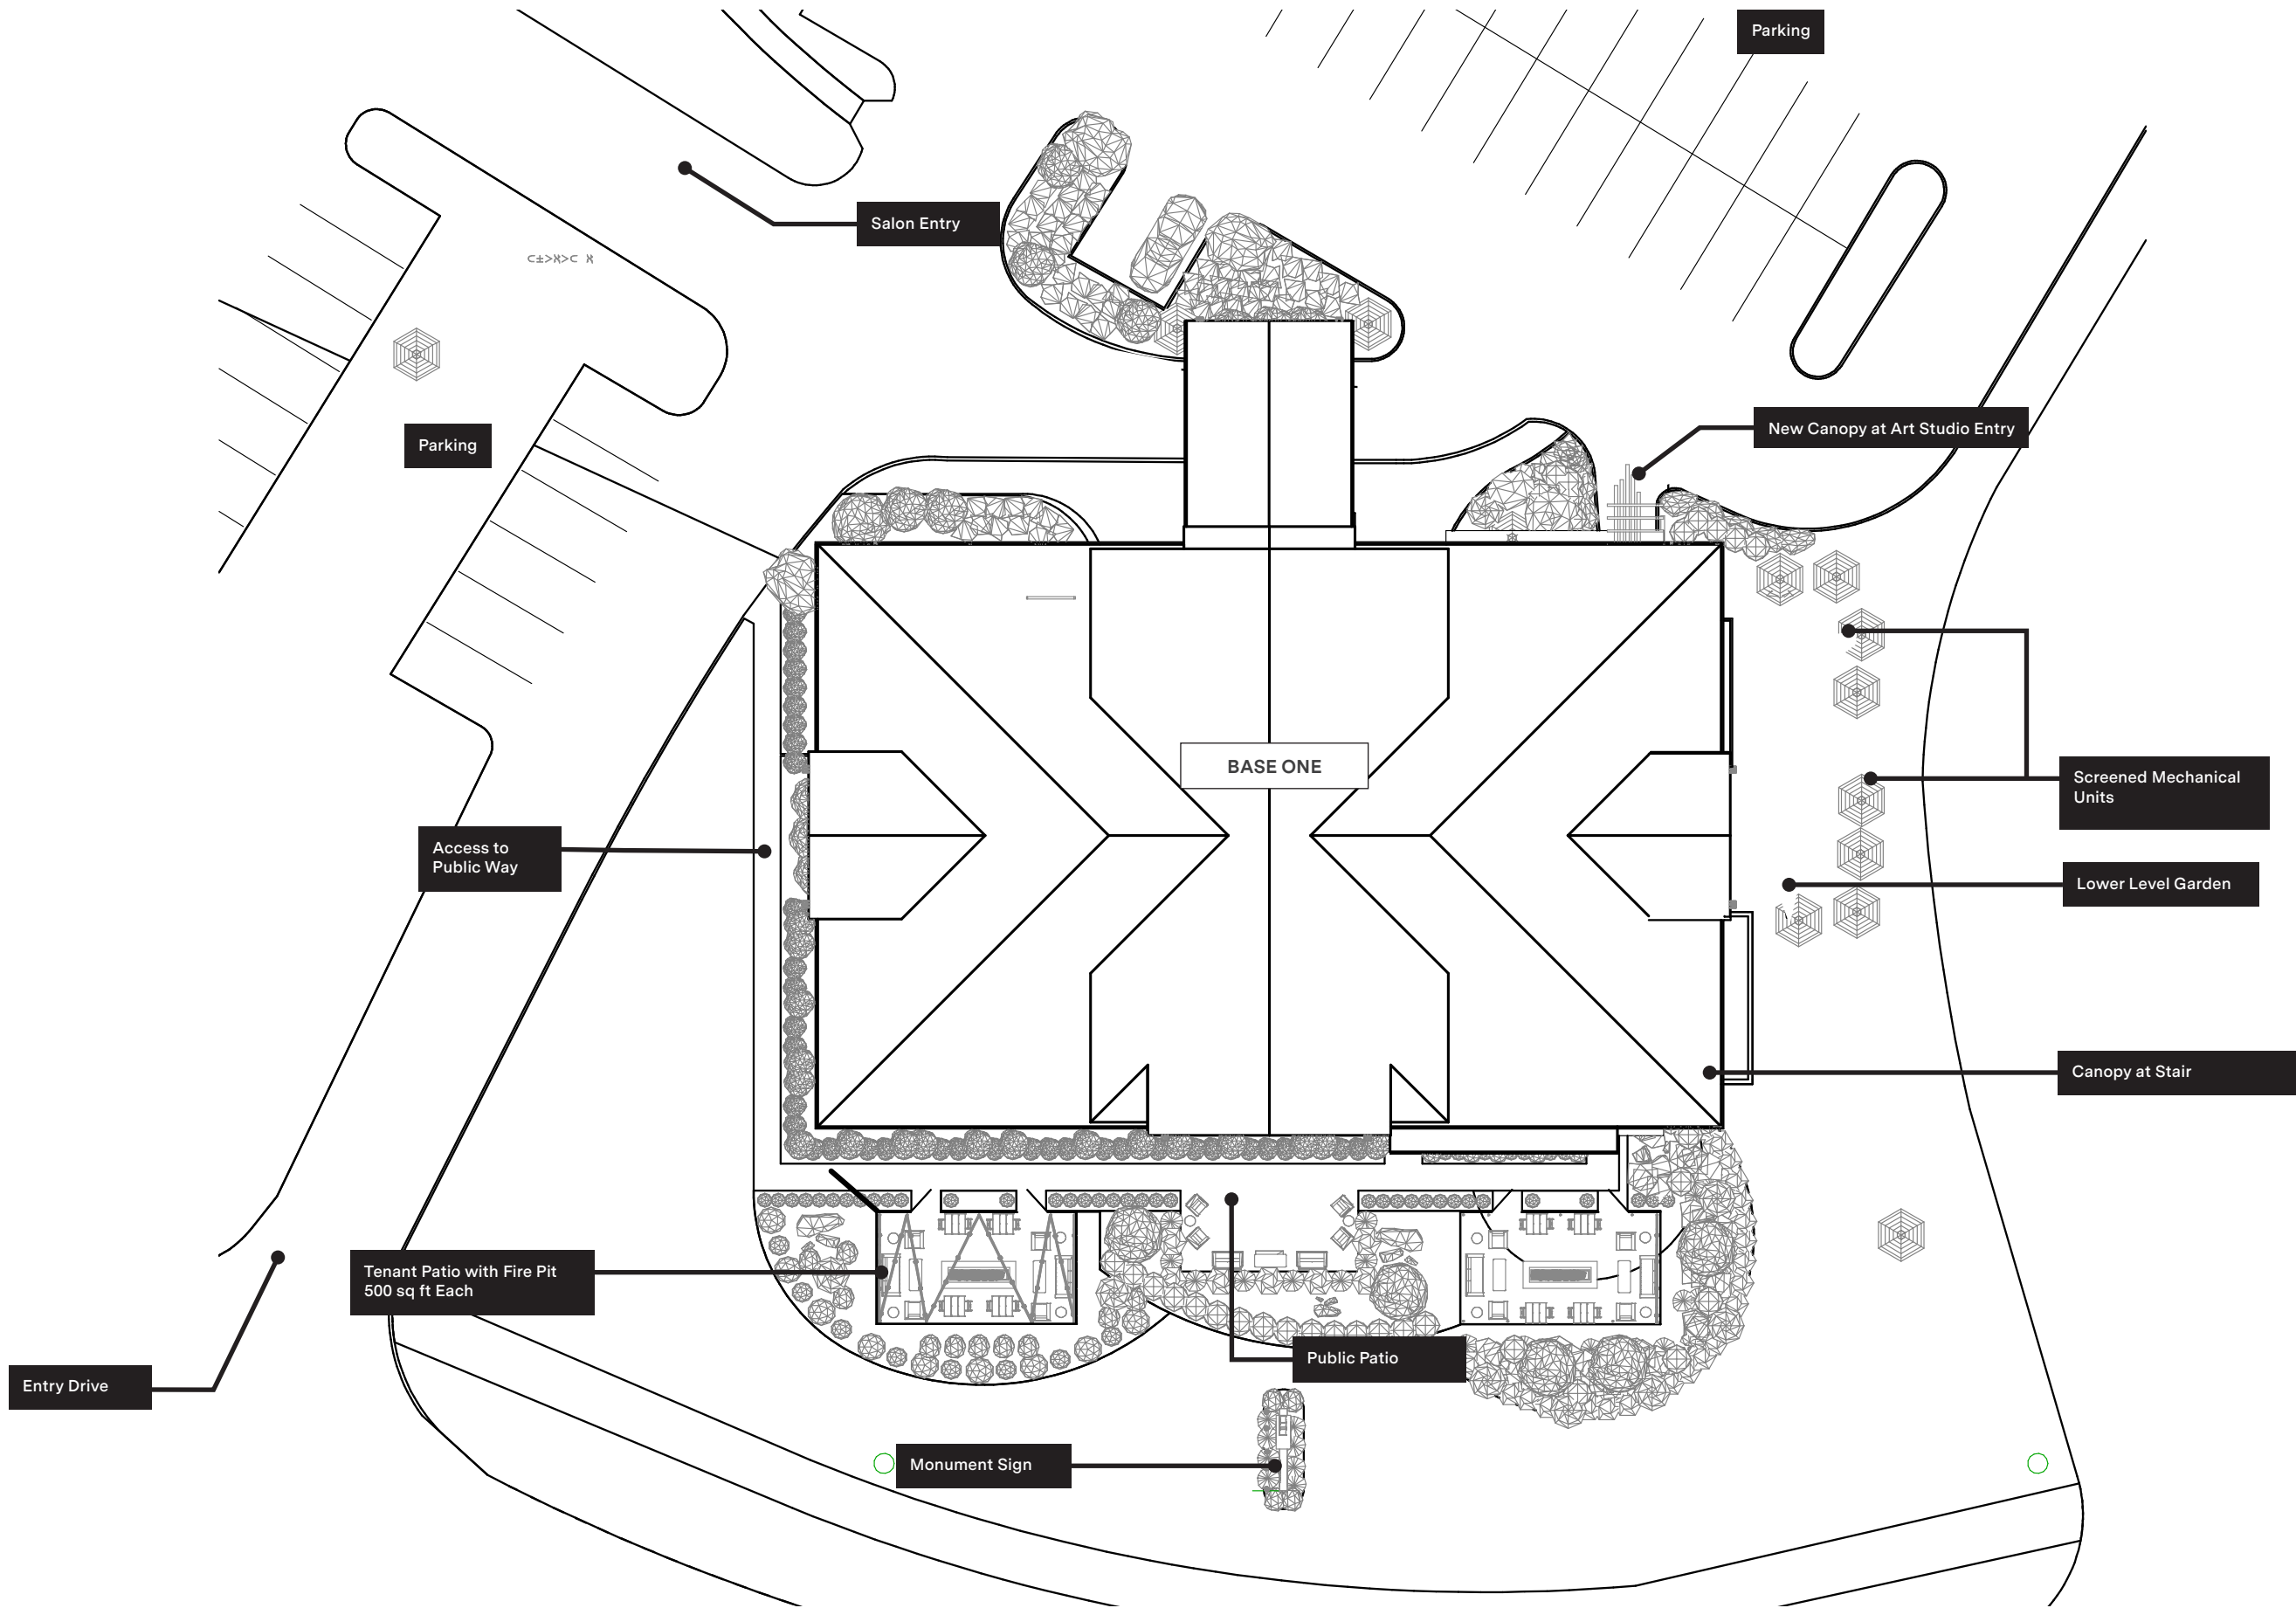 Parking
Salon Entry
New Canopy at Art Studio Entry
Parking
BASE ONE
Screened Mechanical
Units
Access to
Public Way
Lower Level Garden
Canopy at Stair
Tenant Patio with Fire Pit
500 sq ft Each
Public Patio
Entry Drive
Monument Sign